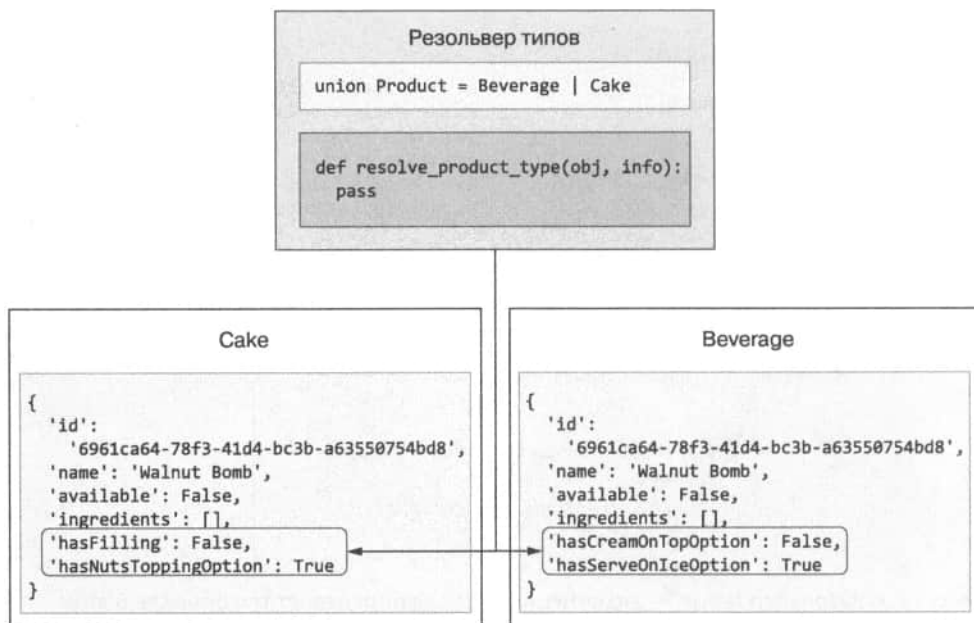 Резольвер типов
union Product = Beverage | Cake
def resolve_product_type(obj, info):
pass
Cake
{
'id':
'6961ca64-78f3-41d4-bc3b-a63550754bd8',
'name': 'Walnut Bomb',
'available': False,
'ingredients': [],
'hasFilling': False,
'hasNutsToppingOption': True
}
Beverage
{
'id':
'6961ca64-78f3-41d4-bc3b-a63550754bd8',
'name': 'Walnut Bomb',
'available': False,
'ingredients': [],
'hasCreamOnTopOption': False,
'hasServeOnIceOption': True
}